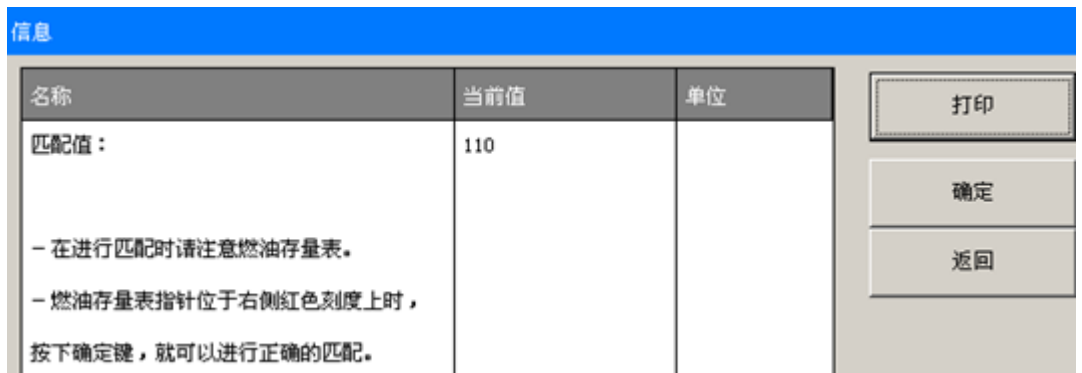 信息
名称 当前值 单位
打印
匹配值： 110
确定
-在进行匹配时请注意燃油存量表。
返回
-燃油存量表指针位于右侧红色刻度上时，
按下确定键，就可以进行正确的匹配。